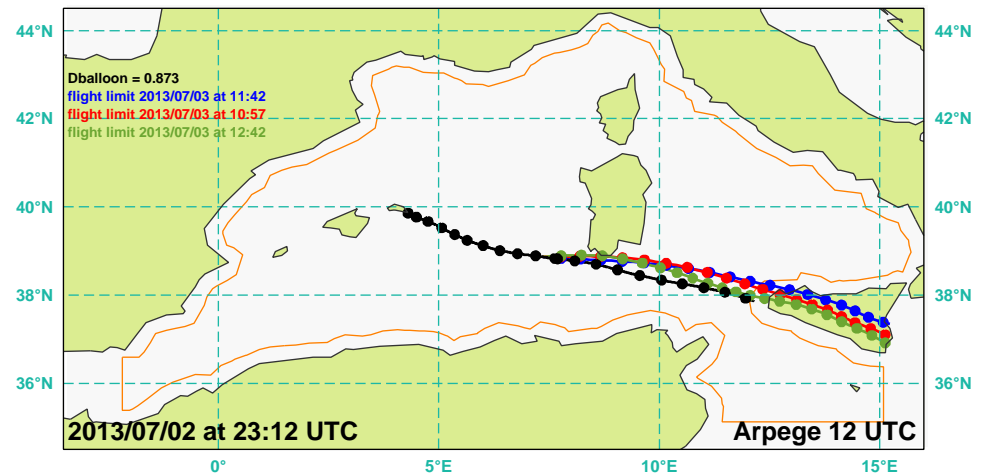 44°N 44°N
Dballoon = 0.873
flight limit 2013/07/03 at 11:42
flight limit 2013/07/03 at 10:57
42°N 42°N
flight limit 2013/07/03 at 12:42
40°N 40°N
38°N 38°N
36°N 36°N
2013/07/02 at 23:12 UTC Arpege 12 UTC
0° 5°E 10°E 15°E